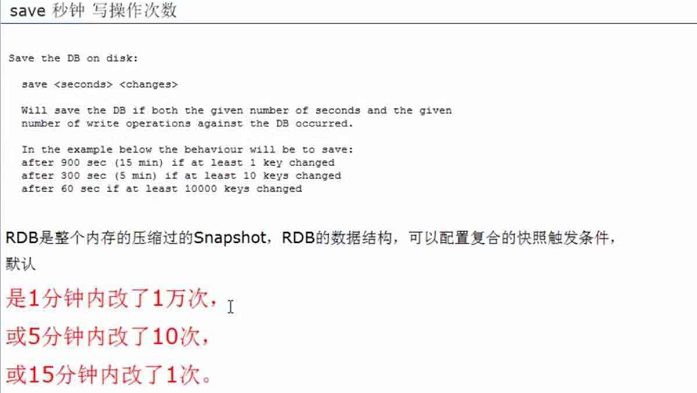 save 秒钟 写操作次数
Save the DB on disk:
save <seconds> <changes>
Will save the DB if both the given number of seconds and the given
number of write operations against the DB occurred.
In the example below the behaviour will be to save:
after 900 sec (15 min) if at least 1 key changed
after 300 sec (5 min) if at least 10 keys changed
after 60 sec if at least 10000 keys changed
RDB是整个内存的压缩过的Snapshot，RDB的数据结构，可以配置复合的快照触发条件，
默认
是1分钟内改了1万次，
或5分钟内改了10次，
或15分钟内改了1次。